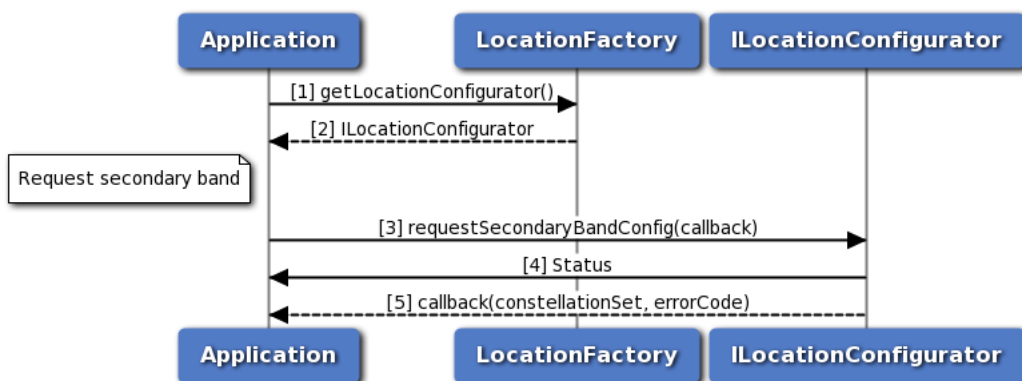 Application
LocationFactory
ILocationConfigurator
[1] getLocationConfigurator()
[2] ILocationConfigurator
Request secondary band
[3] requestSecondaryBandConfig(callback)
[4] Status
[5] callback(constellationSet, errorCode)
Application
LocationFactory
ILocationConfigurator